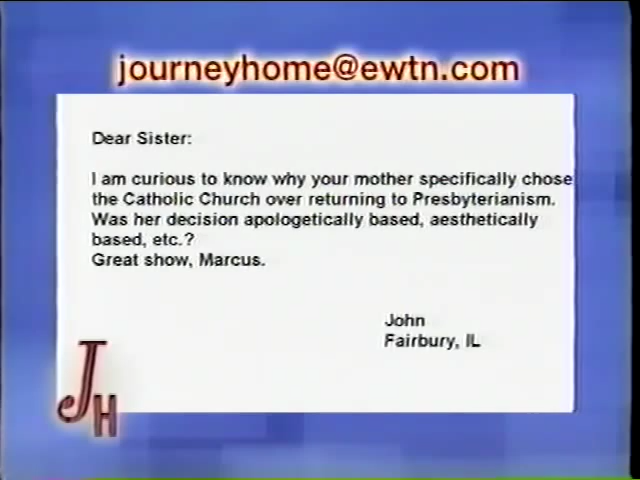 journeyhome@ewtn.com
Dear Sister:
I am curious to know why your mother specifically chose
the Catholic Church over returning to Presbyterianism.
Was her decision apologetically based, aesthetically
based, etc.?
Great show, Marcus.
John
Fairbury, IL
JH